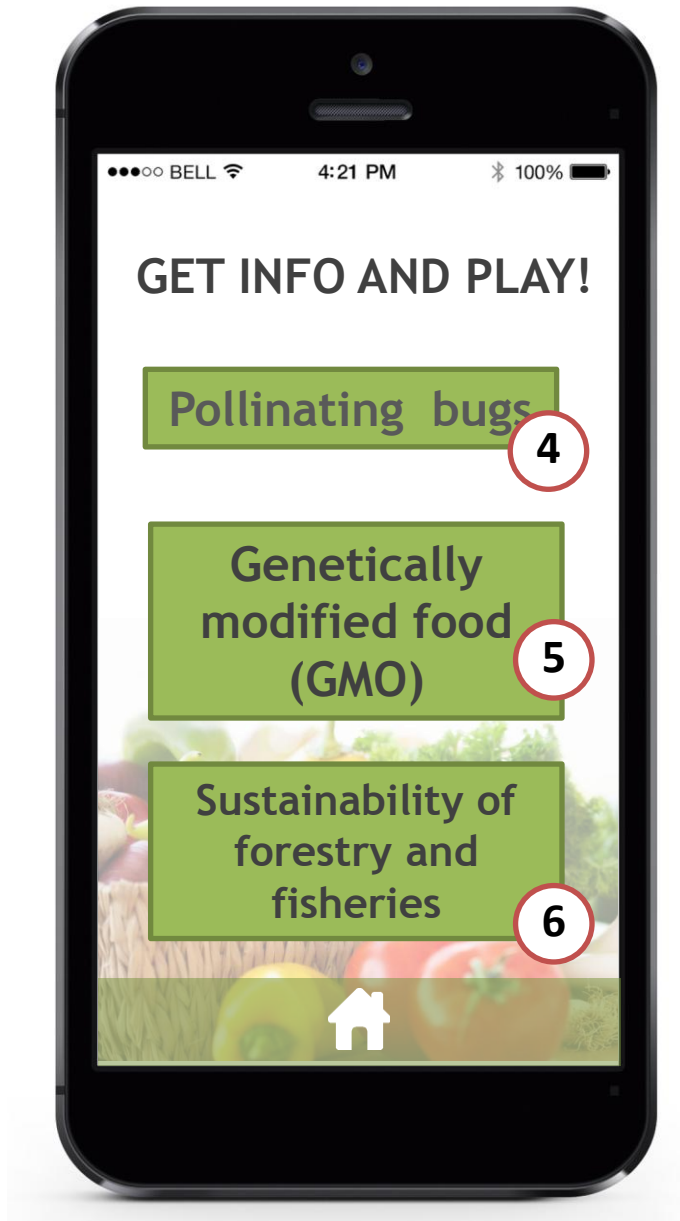 BELL 4:21 PM 100%
GET INFO AND PLAY!
Pollinating bugs
4
Genetically
modified food
(GMO)
5
Sustainability of
forestry and
fisheries
6